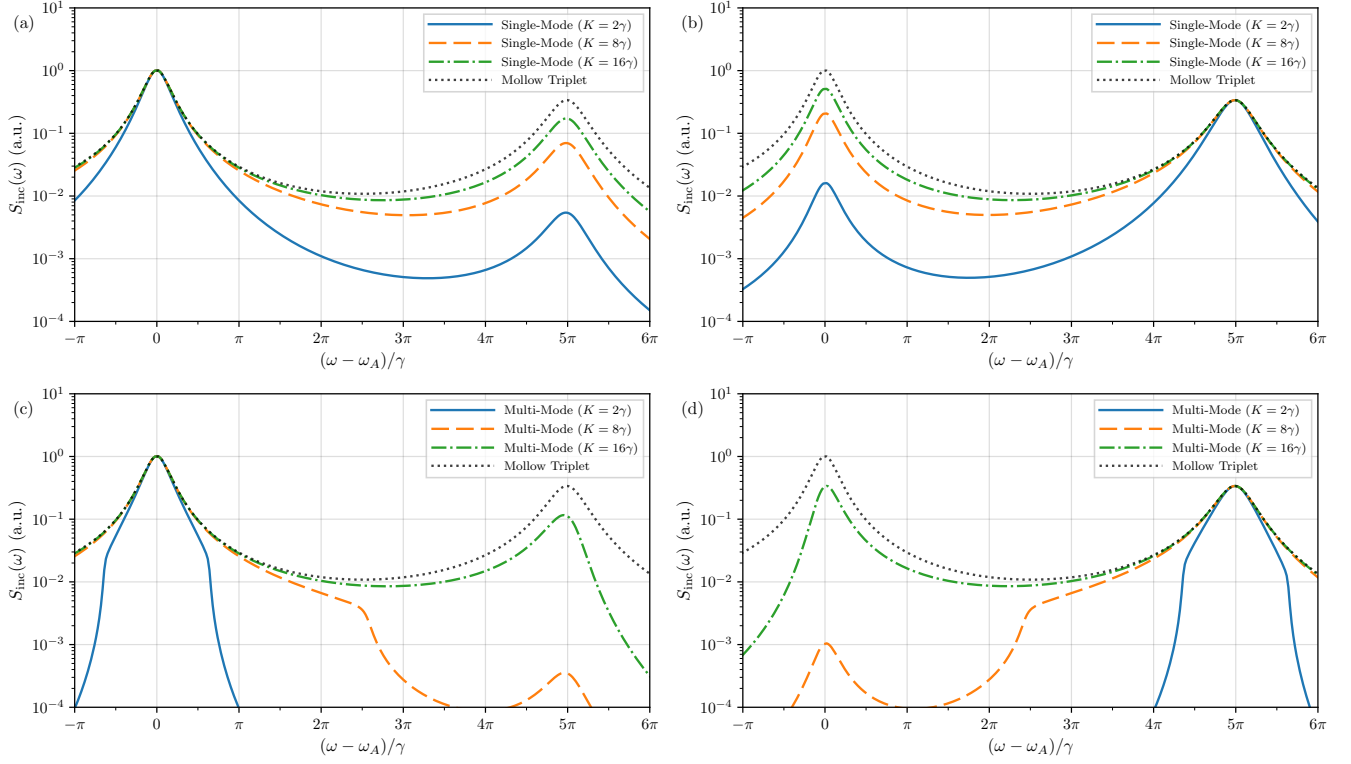 (a)
Single-Mode (K = 2γ)
Single-Mode (K = 8γ)
Single-Mode (K = 16γ)
Mollow Triplet
S_inc(ω) (a.u.)
10^1
10^0
10^−1
10^−2
10^−3
10^−4
−π 0 π 2π 3π 4π 5π 6π
(ω − ω_A)/γ
(b)
Single-Mode (K = 2γ)
Single-Mode (K = 8γ)
Single-Mode (K = 16γ)
Mollow Triplet
S_inc(ω) (a.u.)
10^1
10^0
10^−1
10^−2
10^−3
10^−4
−π 0 π 2π 3π 4π 5π 6π
(ω − ω_A)/γ
(c)
Multi-Mode (K = 2γ)
Multi-Mode (K = 8γ)
Multi-Mode (K = 16γ)
Mollow Triplet
S_inc(ω) (a.u.)
10^1
10^0
10^−1
10^−2
10^−3
10^−4
−π 0 π 2π 3π 4π 5π 6π
(ω − ω_A)/γ
(d)
Multi-Mode (K = 2γ)
Multi-Mode (K = 8γ)
Multi-Mode (K = 16γ)
Mollow Triplet
S_inc(ω) (a.u.)
10^1
10^0
10^−1
10^−2
10^−3
10^−4
−π 0 π 2π 3π 4π 5π 6π
(ω − ω_A)/γ